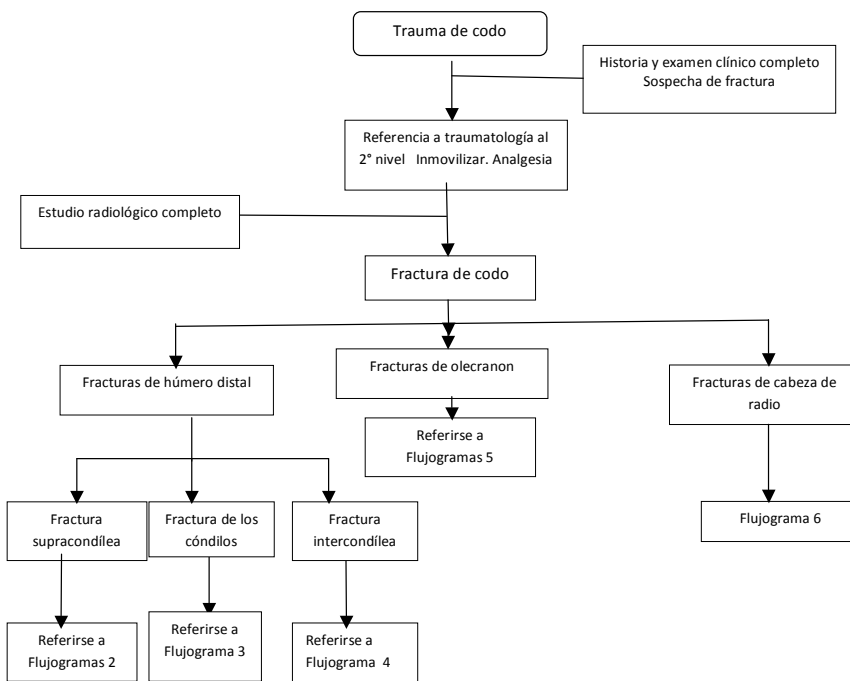 Trauma de codo
Historia y examen clínico completo
Sospecha de fractura
Referencia a traumatología al
2° nivel Inmovilizar. Analgesia
Estudio radiológico completo
Fractura de codo
Fracturas de húmero distal
Fracturas de olecranon
Fracturas de cabeza de
radio
Referirse a
Flujogramas 5
Fractura
supracondílea
Fractura de los
cóndilos
Fractura
intercondílea
Flujograma 6
Referirse a
Flujogramas 2
Referirse a
Flujograma 3
Referirse a
Flujograma 4